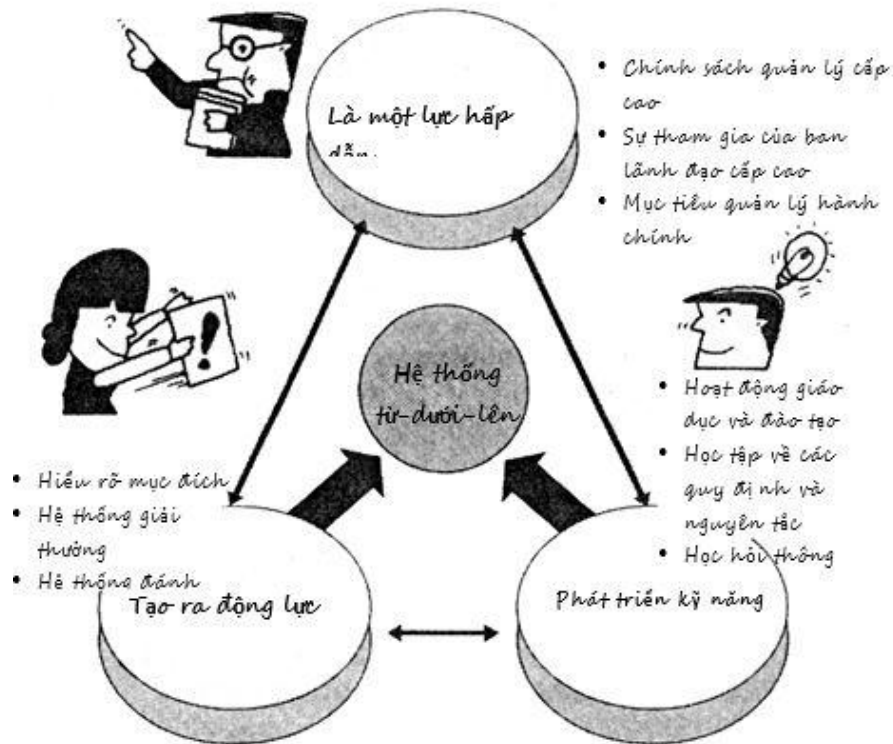 Là một lực hấp
dẫn
• Chính sách quản lý cấp
cao
• Sự tham gia của ban
lãnh đạo cấp cao
• Mục tiêu quản lý hành
chính
Hệ thống
từ-dưới-lên
• Hoạt động giáo
dục và đào tạo
• Học tập về các
quy định và
nguyên tắc
• Học hỏi thông
• Hiểu rõ mục đích
• Hệ thống giải
thưởng
• Hệ thống đánh
Tạo ra động lực
Phát triển kỹ năng